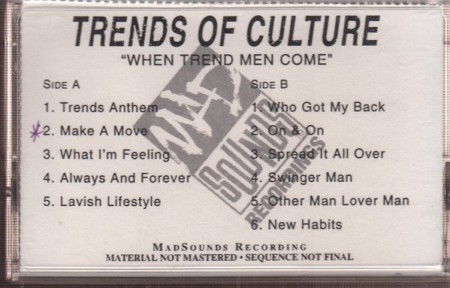 TRENDS OF CULTURE
"WHEN TREND MEN COME"
SIDE A
1. Trends Anthem
*2. Make A Move
3. What I'm Feeling
4. Always And Forever
5. Lavish Lifestyle
SIDE B
1. Who Got My Back
2. On & On
3. Spread It All Over
4. Swinger Man
5. Other Man Lover Man
6. New Habits
MAD
SOUNDS
RECORDINGS
MADSOUNDS RECORDING
MATERIAL NOT MASTERED • SEQUENCE NOT FINAL